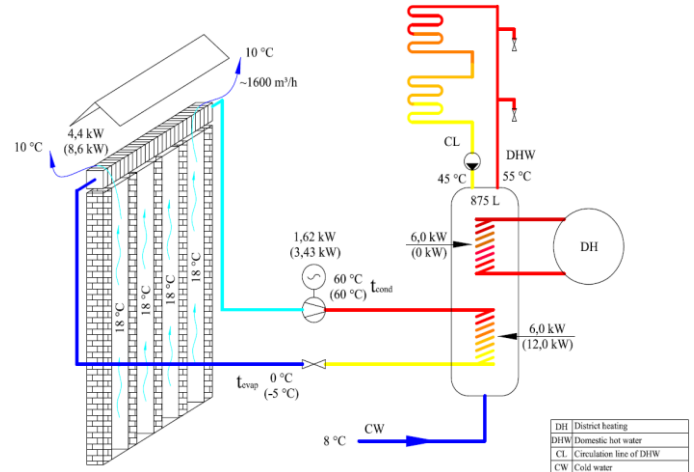 10 °C
~1600 m³/h
4,4 kW
(8,6 kW)
10 °C
18 °C
18 °C
18 °C
18 °C
CL
DHW
45 °C
55 °C
875 L
1,62 kW
(3,43 kW)
6,0 kW
(0 kW)
DH
60 °C
(60 °C)
tcond
6,0 kW
(12,0 kW)
tevap
0 °C
(-5 °C)
CW
8 °C
DH District heating
DHW Domestic hot water
CL Circulation line of DHW
CW Cold water